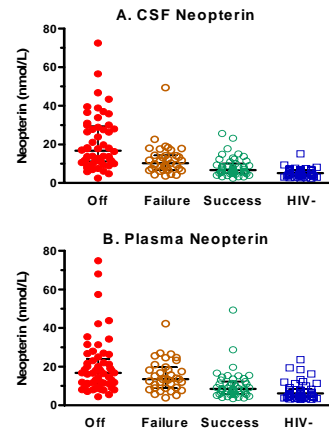 A. CSF Neopterin
Neopterin (nmol/L)
80
60
40
20
0
Off Failure Success HIV-
B. Plasma Neopterin
Neopterin (nmol/L)
80
60
40
20
0
Off Failure Success HIV-